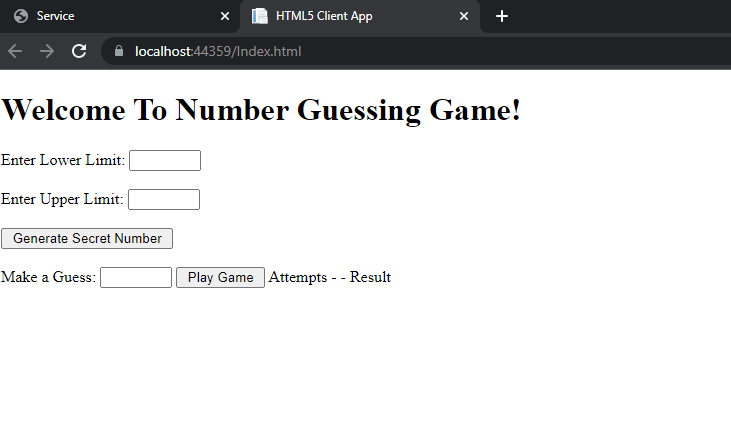 Service
HTML5 Client App
localhost:44359/Index.html
Welcome To Number Guessing Game!
Enter Lower Limit:
Enter Upper Limit:
Generate Secret Number
Make a Guess: Play Game Attempts - - Result